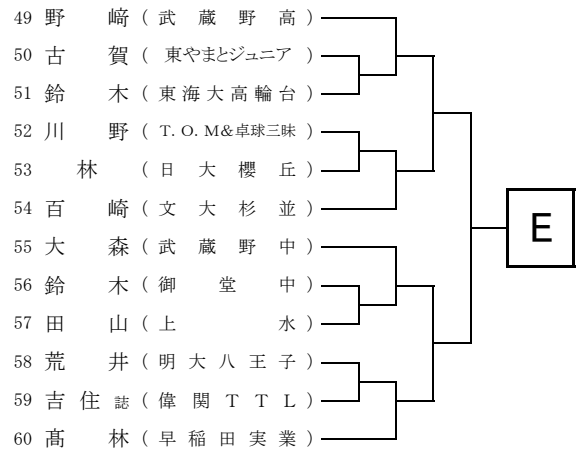 49 野 﨑 ( 武 蔵 野 高 )
50 古 賀 ( 東やまとジュニア )
51 鈴 木 ( 東 海 大 高 輪 台 )
52 川 野 ( T. O. M&卓球三昧 )
53 林 ( 日 大 櫻 丘 )
54 百 崎 ( 文 大 杉 並 )
55 大 森 ( 武 蔵 野 中 )
56 鈴 木 ( 御 堂 中 )
57 田 山 ( 上 水 )
58 荒 井 ( 明 大 八 王 子 )
59 吉 住 誌 ( 偉 関 T T L )
60 髙 林 ( 早 稲 田 実 業 )
E